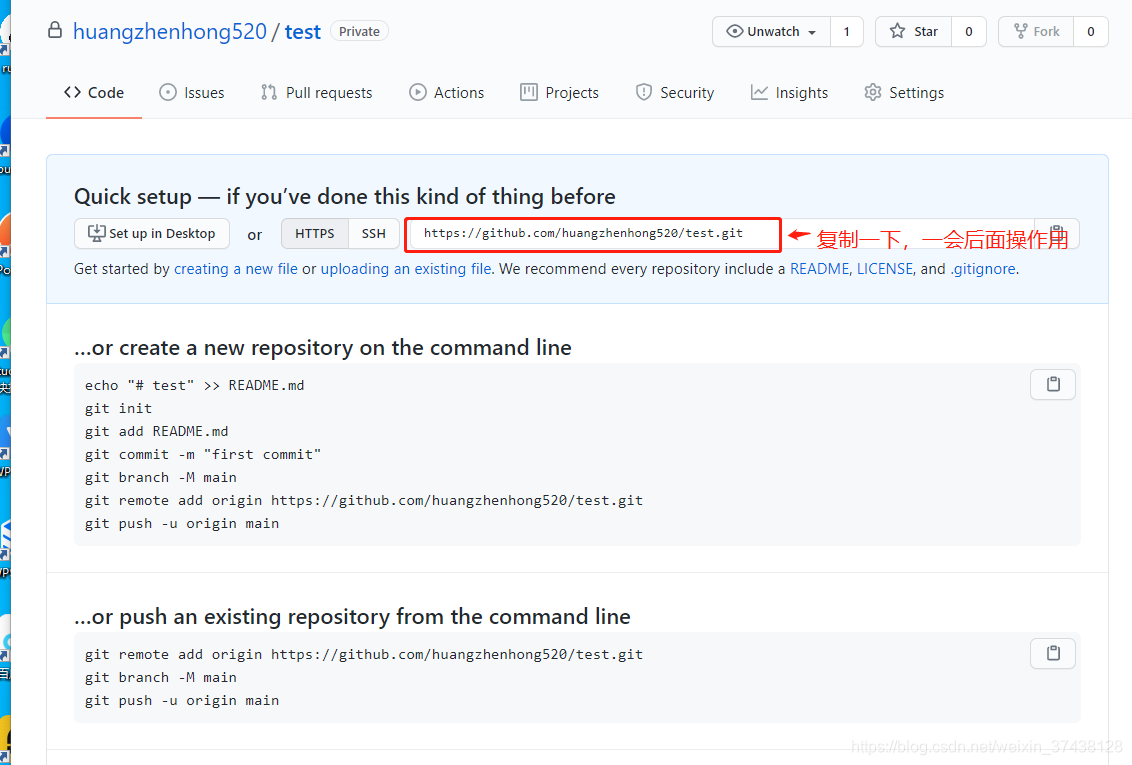 huangzhenhong520 / test Private Unwatch 1 Star 0 Fork 0
Code Issues Pull requests Actions Projects Security Insights Settings
Quick setup — if you’ve done this kind of thing before
Set up in Desktop or HTTPS SSH https://github.com/huangzhenhong520/test.git 复制一下，一会后面操作用
Get started by creating a new file or uploading an existing file. We recommend every repository include a README, LICENSE, and .gitignore.
…or create a new repository on the command line
echo "# test" >> README.md
git init
git add README.md
git commit -m "first commit"
git branch -M main
git remote add origin https://github.com/huangzhenhong520/test.git
git push -u origin main
…or push an existing repository from the command line
git remote add origin https://github.com/huangzhenhong520/test.git
git branch -M main
git push -u origin main
https://blog.csdn.net/weixin_37438128